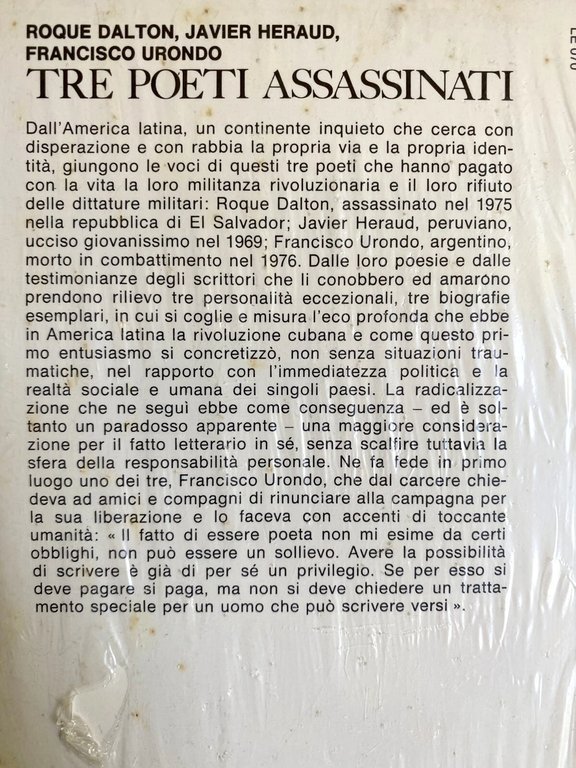 ROQUE DALTON, JAVIER HERAUD,
FRANCISCO URONDO
TRE POETI ASSASSINATI
Dall'America latina, un continente inquieto che cerca con
disperazione e con rabbia la propria via e la propria iden-
tità, giungono le voci di questi tre poeti che hanno pagato
con la vita la loro militanza rivoluzionaria e il loro rifiuto
delle dittature militari: Roque Dalton, assassinato nel 1975
nella repubblica di El Salvador; Javier Heraud, peruviano,
ucciso giovanissimo nel 1969; Francisco Urondo, argentino,
morto in combattimento nel 1976. Dalle loro poesie e dalle
testimonianze degli scrittori che li conobbero ed amarono
prendono rilievo tre personalità eccezionali, tre biografie
esemplari, in cui si coglie e misura l'eco profonda che ebbe
in America latina la rivoluzione cubana e come questo pri-
mo entusiasmo si concretizzò, non senza situazioni trau-
matiche, nel rapporto con l'immediatezza politica e la
realtà sociale e umana dei singoli paesi. La radicalizza-
zione che ne seguì ebbe come conseguenza – ed è sol-
tanto un paradosso apparente – una maggiore considera-
zione per il fatto letterario in sé, senza scalfire tuttavia la
sfera della responsabilità personale. Ne fa fede in primo
luogo uno dei tre, Francisco Urondo, che dal carcere chie-
deva ad amici e compagni di rinunciare alla campagna per
la sua liberazione e lo faceva con accenti di toccante
umanità: « Il fatto di essere poeta non mi esime da certi
obblighi, non può essere un sollievo. Avere la possibilità
di scrivere è già di per sé un privilegio. Se per esso si
deve pagare si paga, ma non si deve chiedere un tratta-
mento speciale per un uomo che può scrivere versi ».